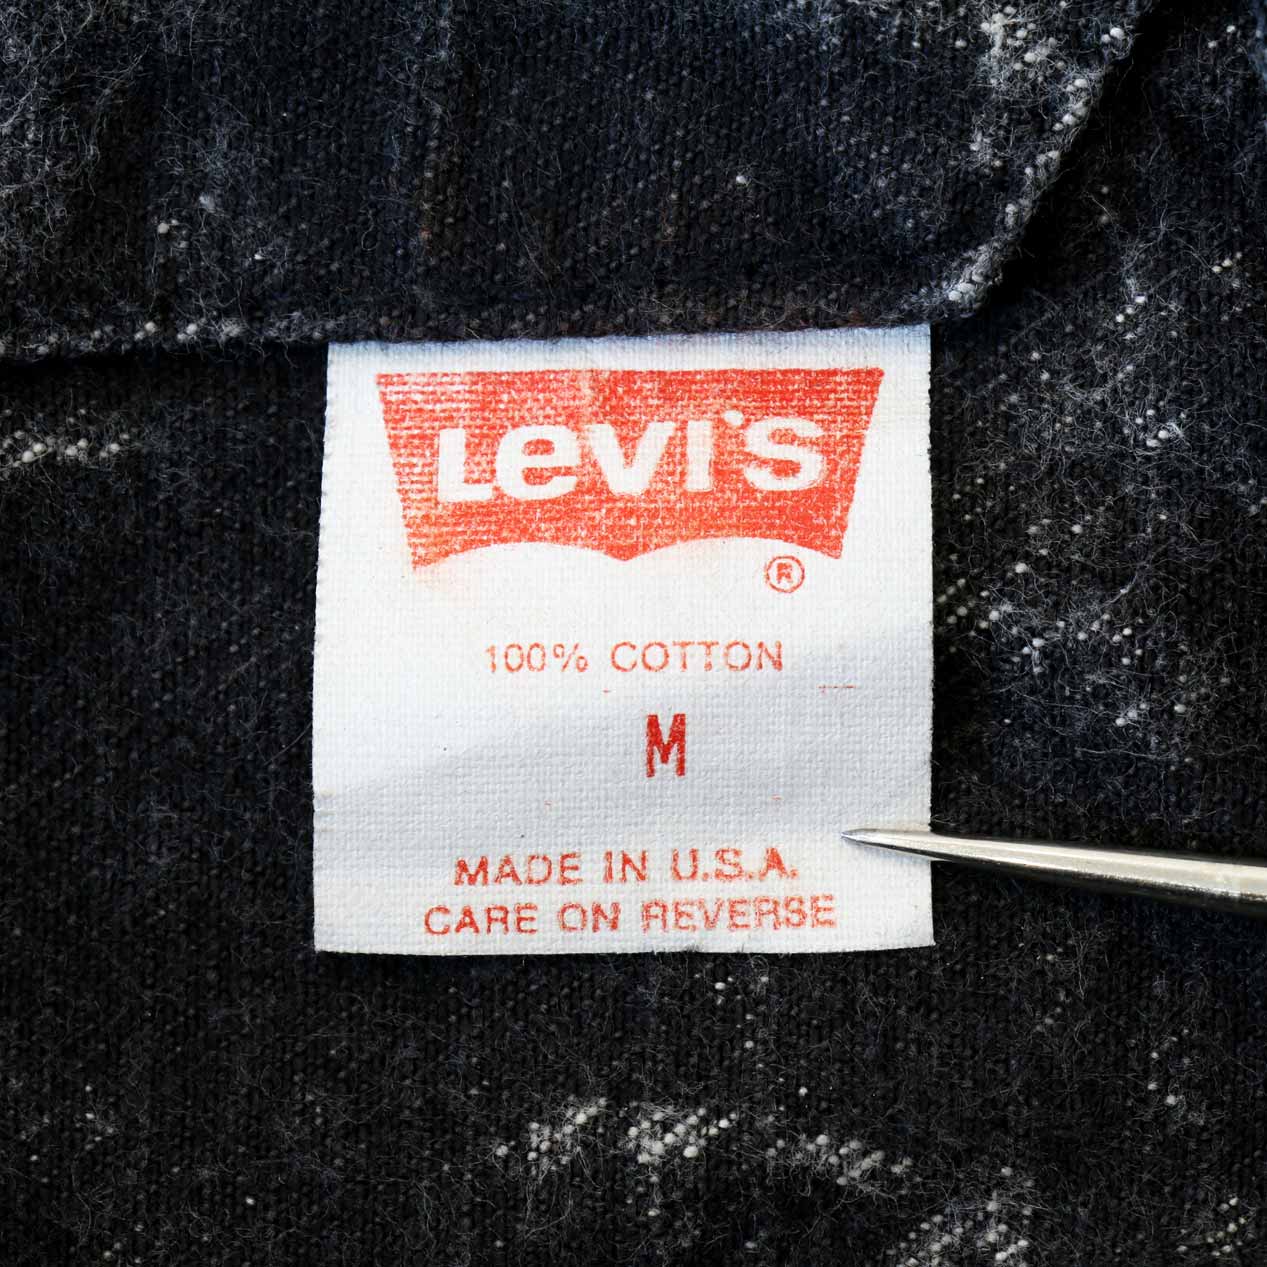 Levi's
®
100% COTTON
M
MADE IN U.S.A.
CARE ON REVERSE